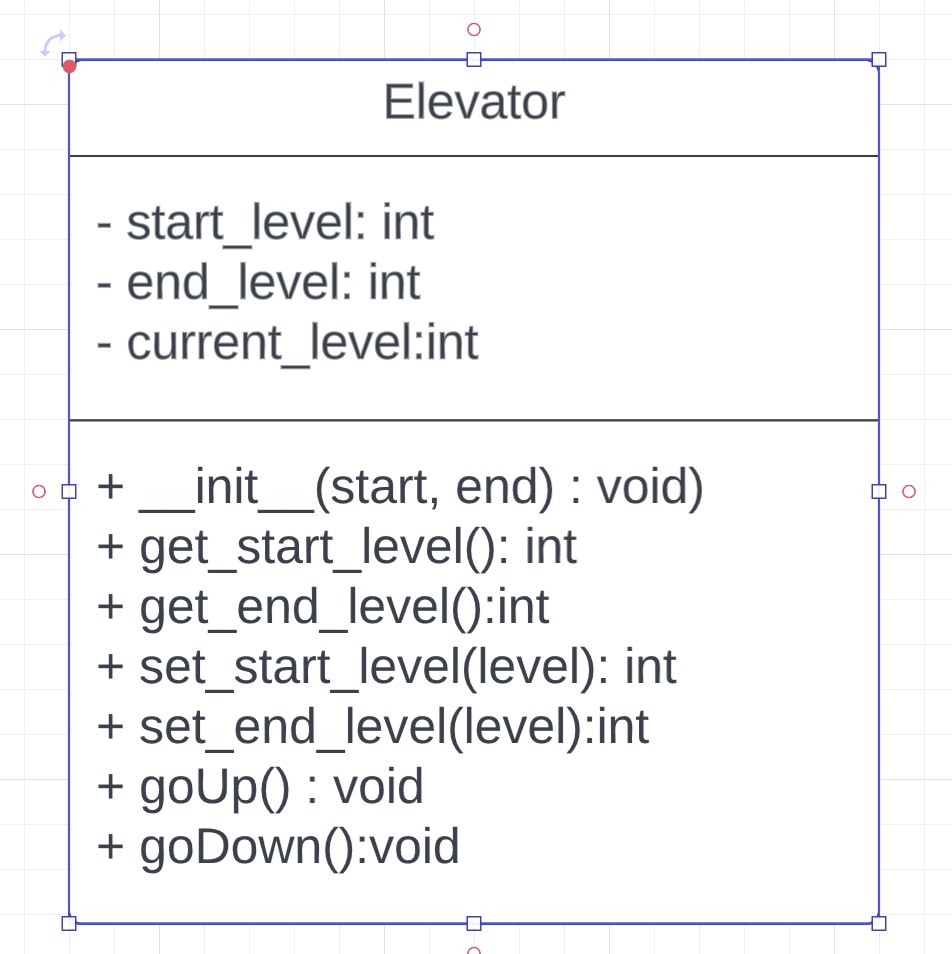 Elevator
- start_level: int
- end_level: int
- current_level:int
+ __init__(start, end) : void)
+ get_start_level(): int
+ get_end_level():int
+ set_start_level(level): int
+ set_end_level(level):int
+ goUp() : void
+ goDown():void